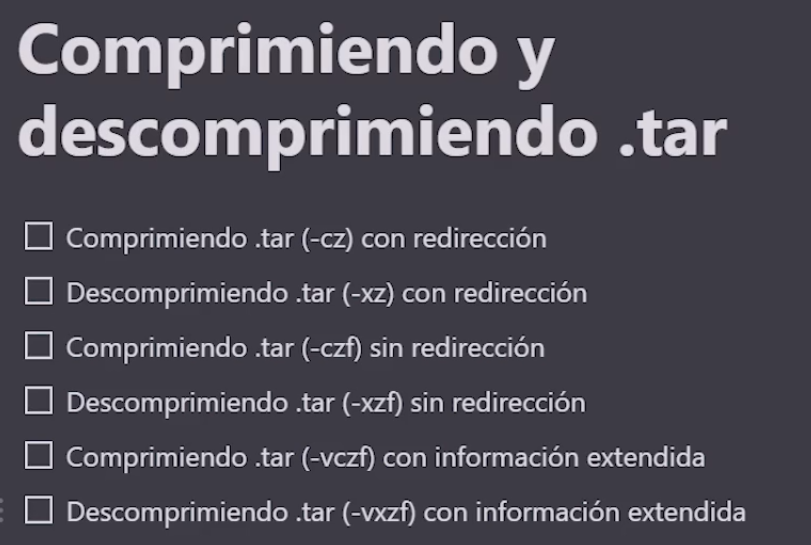 Comprimiendo y
descomprimiendo .tar
Comprimiendo .tar (-cz) con redirección
Descomprimiendo .tar (-xz) con redirección
Comprimiendo .tar (-czf) sin redirección
Descomprimiendo .tar (-xzf) sin redirección
Comprimiendo .tar (-vczf) con información extendida
Descomprimiendo .tar (-vxzf) con información extendida